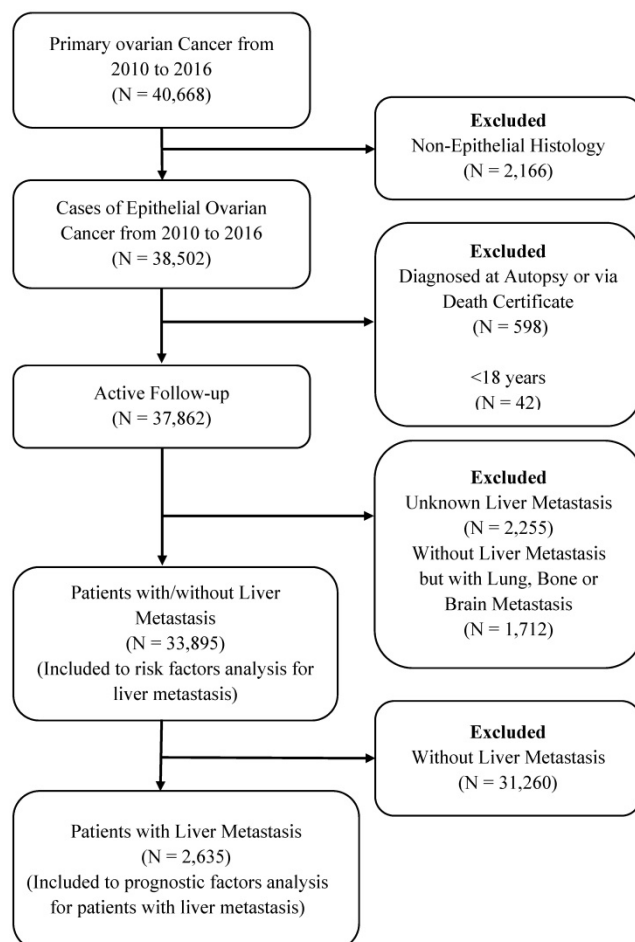 Primary ovarian Cancer from
2010 to 2016
(N = 40,668)
Excluded
Non-Epithelial Histology
(N = 2,166)
Cases of Epithelial Ovarian
Cancer from 2010 to 2016
(N = 38,502)
Excluded
Diagnosed at Autopsy or via
Death Certificate
(N = 598)
<18 years
(N = 42)
Active Follow-up
(N = 37,862)
Excluded
Unknown Liver Metastasis
(N = 2,255)
Without Liver Metastasis
but with Lung, Bone or
Brain Metastasis
(N = 1,712)
Patients with/without Liver
Metastasis
(N = 33,895)
(Included to risk factors analysis for
liver metastasis)
Excluded
Without Liver Metastasis
(N = 31,260)
Patients with Liver Metastasis
(N = 2,635)
(Included to prognostic factors analysis
for patients with liver metastasis)